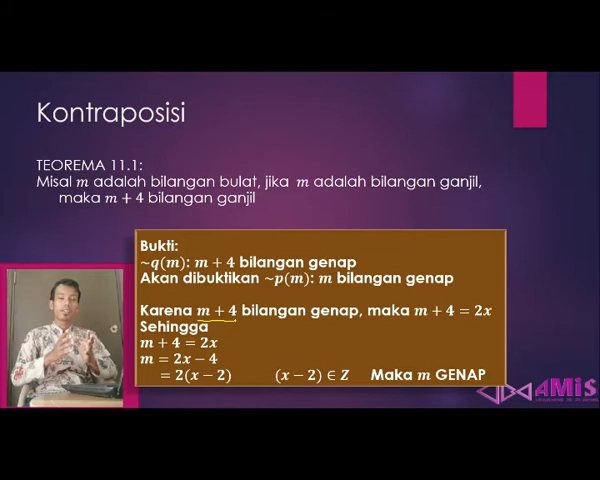 Kontraposisi
TEOREMA 11.1:
Misal m adalah bilangan bulat, jika m adalah bilangan ganjil,
maka m + 4 bilangan ganjil
Bukti:
~q(m): m + 4 bilangan genap
Akan dibuktikan ~p(m): m bilangan genap
Karena m + 4 bilangan genap, maka m + 4 = 2x
Sehingga
m + 4 = 2x
m = 2x − 4
= 2(x − 2) (x − 2) ∈ Z Maka m GENAP
AMiS